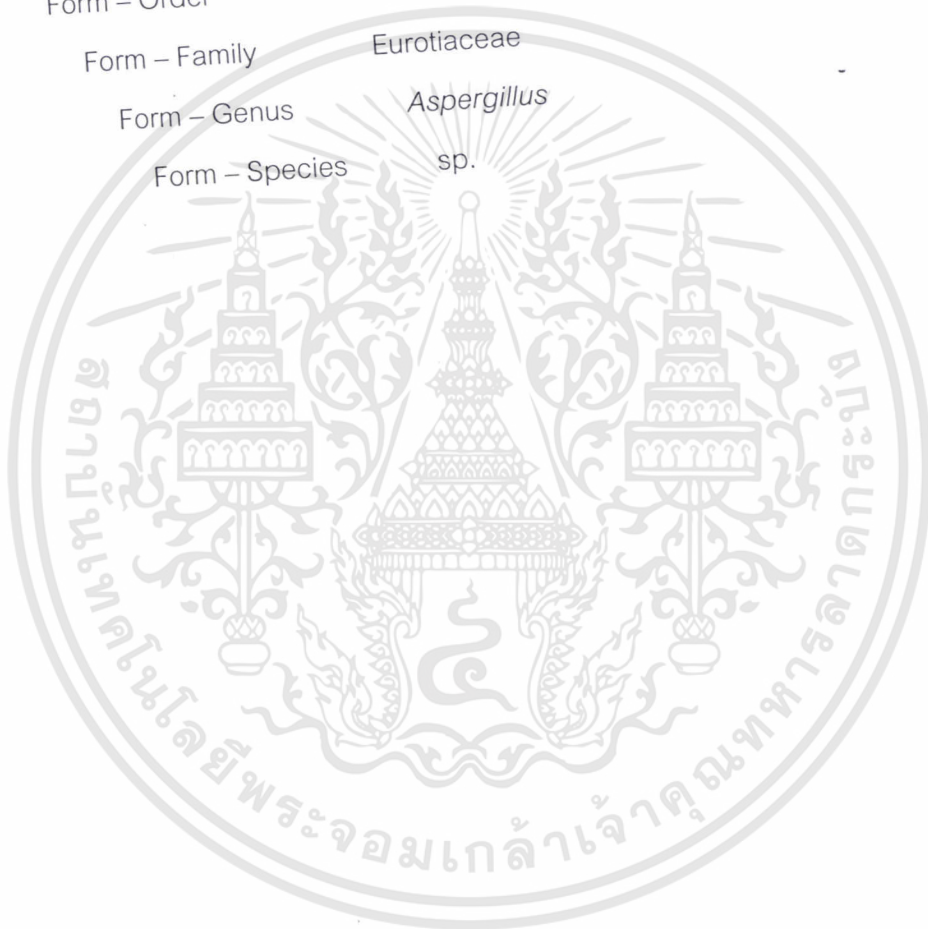 Form – Order
Form – Family Eurotiaceae
Form – Genus Aspergillus
Form – Species sp.
สถาบันเทคโนโลยีพระจอมเกล้าเจ้าคุณทหารลาดกระบัง